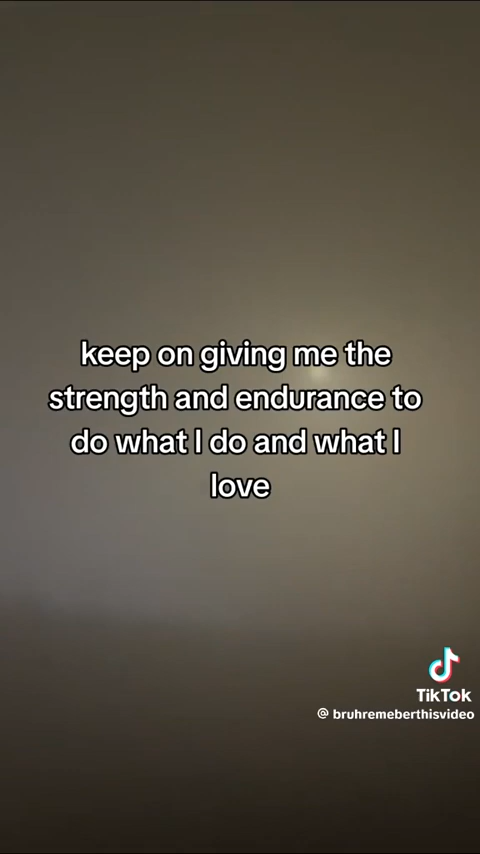 keep on giving me the
strength and endurance to
do what I do and what I
love
TikTok
@ bruhremeberthisvideo